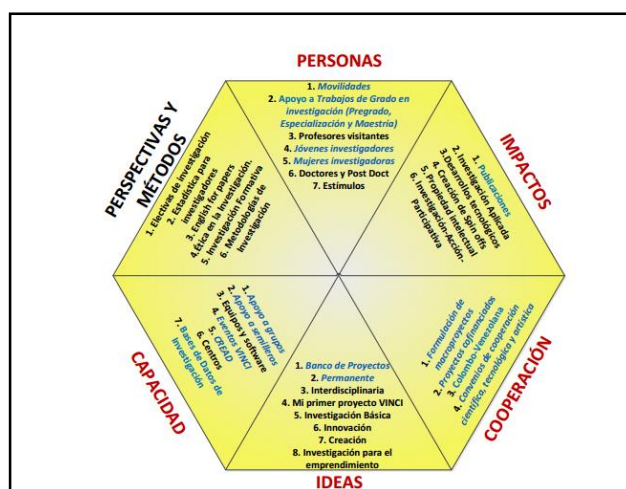 PERSONAS
1. Movilidades
2. Apoyo a Trabajos de Grado en
investigación (Pregrado,
Especialización y Maestría)
3. Profesores visitantes
4. Jóvenes investigadores
5. Mujeres investigadoras
6. Doctores y Post Doct
7. Estímulos
IMPACTOS
1. Publicaciones
2. Investigación Aplicada
3. Desarrollos tecnológicos
4. Creación de Spin offs
5. Propiedad intelectual
6. Investigación-Acción-
Participativa
COOPERACIÓN
1. Formulación de
macroproyectos
2. Proyectos cofinanciados
3. Colombo-Venezolana
4. Convenios de cooperación
científica, tecnológica y artística
IDEAS
1. Banco de Proyectos
2. Permanente
3. Interdisciplinaria
4. Mi primer proyecto VINCI
5. Investigación Básica
6. Innovación
7. Creación
8. Investigación para el
emprendimiento
CAPACIDAD
1. Apoyo a grupos
2. Apoyo a semilleros
3. Equipos y software
4. Eventos VINCI
5. CREAD
6. Centros
7. Bases de Datos de
Investigación
PERSPECTIVAS Y
MÉTODOS
1. Electivas de investigación
2. Estadística para
investigadores
3. English for papers
4.Ética en la Investigación.
5. Investigación Formativa
6. Metodologías de
Investigación